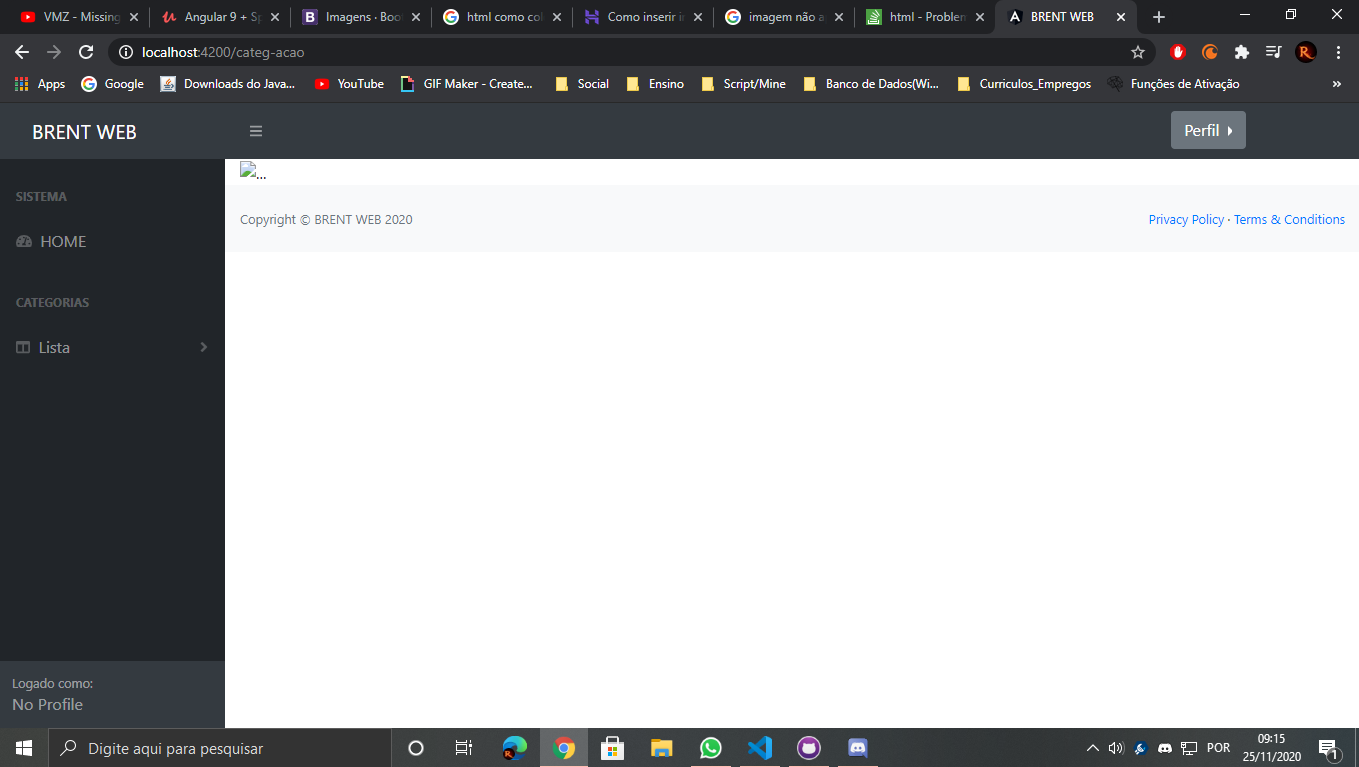 VMZ - Missing
Angular 9 + Sp
Imagens · Boot
html como col
Como inserir i
imagem não a
html - Problem
BRENT WEB
localhost:4200/categ-acao
Apps
Google
Downloads do Java...
YouTube
GIF Maker - Create...
Social
Ensino
Script/Mine
Banco de Dados(Wi...
Curriculos_Empregos
Funções de Ativação
»
BRENT WEB
Perfil
...
SISTEMA
HOME
CATEGORIAS
Lista
Copyright © BRENT WEB 2020
Privacy Policy · Terms & Conditions
Logado como:
No Profile
Digite aqui para pesquisar
POR
09:15
25/11/2020
1